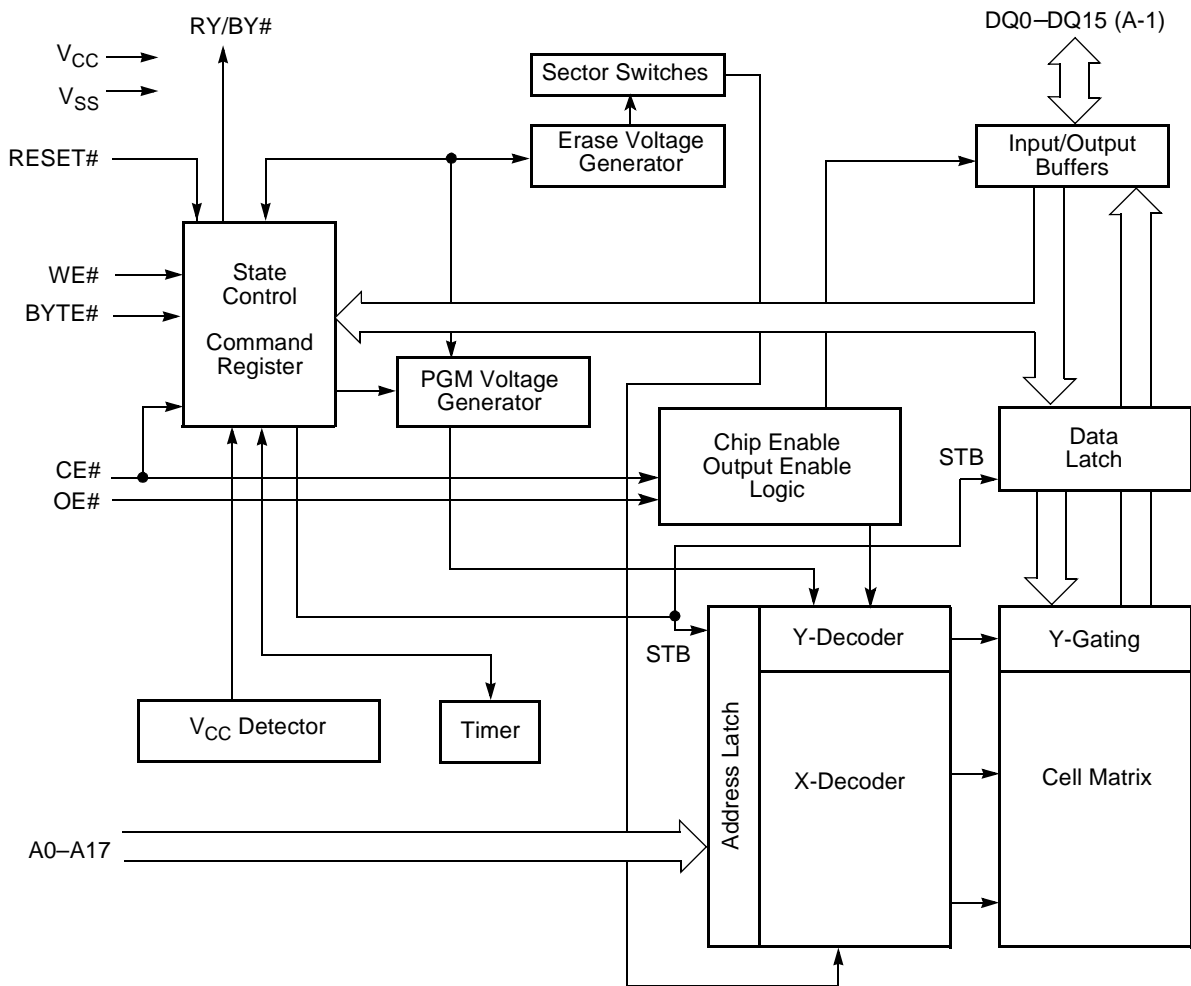 RY/BY#
DQ0–DQ15 (A-1)
VCC
VSS
Sector Switches
Erase Voltage
Generator
Input/Output
Buffers
RESET#
WE#
BYTE#
State
Control
Command
Register
PGM Voltage
Generator
Chip Enable
Output Enable
Logic
Data
Latch
STB
CE#
OE#
STB
Y-Decoder
Y-Gating
VCC Detector
Timer
Address Latch
X-Decoder
Cell Matrix
A0–A17